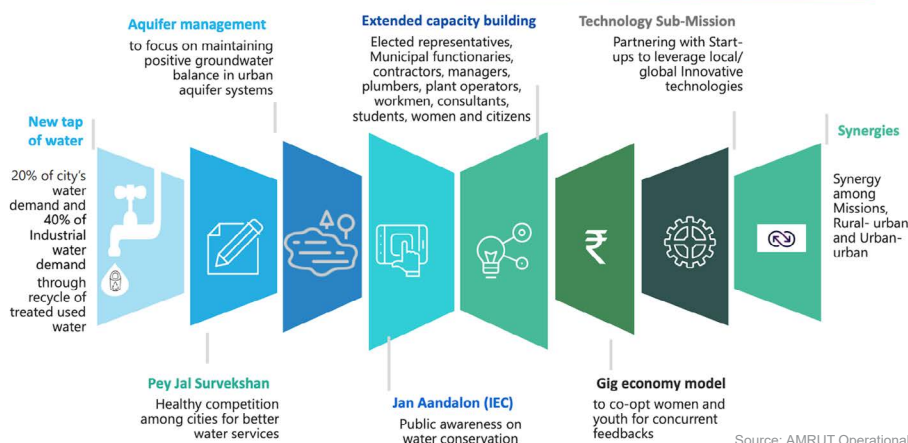 Aquifer management
to focus on maintaining
positive groundwater
balance in urban
aquifer systems
Extended capacity building
Elected representatives,
Municipal functionaries,
contractors, managers,
plumbers, plant operators,
workmen, consultants,
students, women and citizens
Technology Sub-Mission
Partnering with Start-
ups to leverage local/
global Innovative
technologies
New tap
of water
20% of city's
water
demand and
40% of
Industrial
water
demand
through
recycle of
treated used
water
Synergies
Synergy
among
Missions,
Rural- urban
and Urban-
urban
₹
Pey Jal Survekshan
Healthy competition
among cities for better
water services
Jan Aandalon (IEC)
Public awareness on
water conservation
Gig economy model
to co-opt women and
youth for concurrent
feedbacks
Source: AMRUT Operational